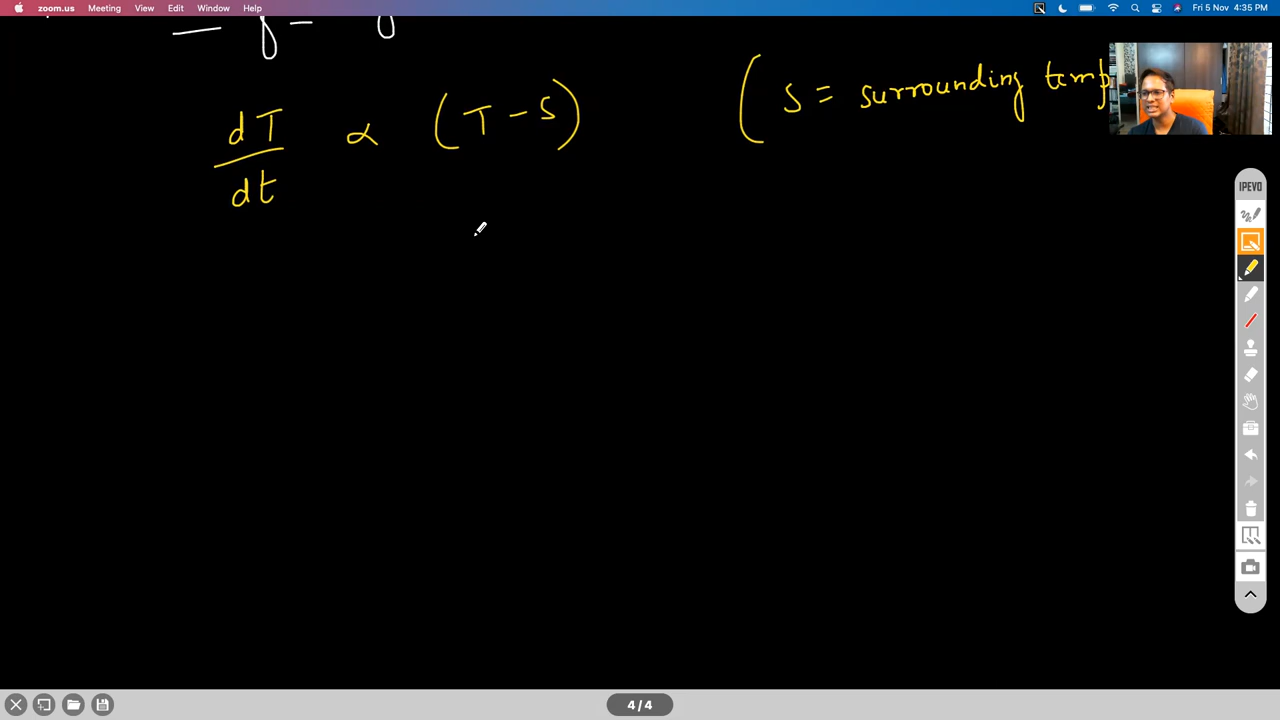 zoom.us Meeting View Edit Window Help Fri 5 Nov 4:35 PM
dT/dt ∝ (T - S) (S = surrounding temp
IPEVO
4 / 4